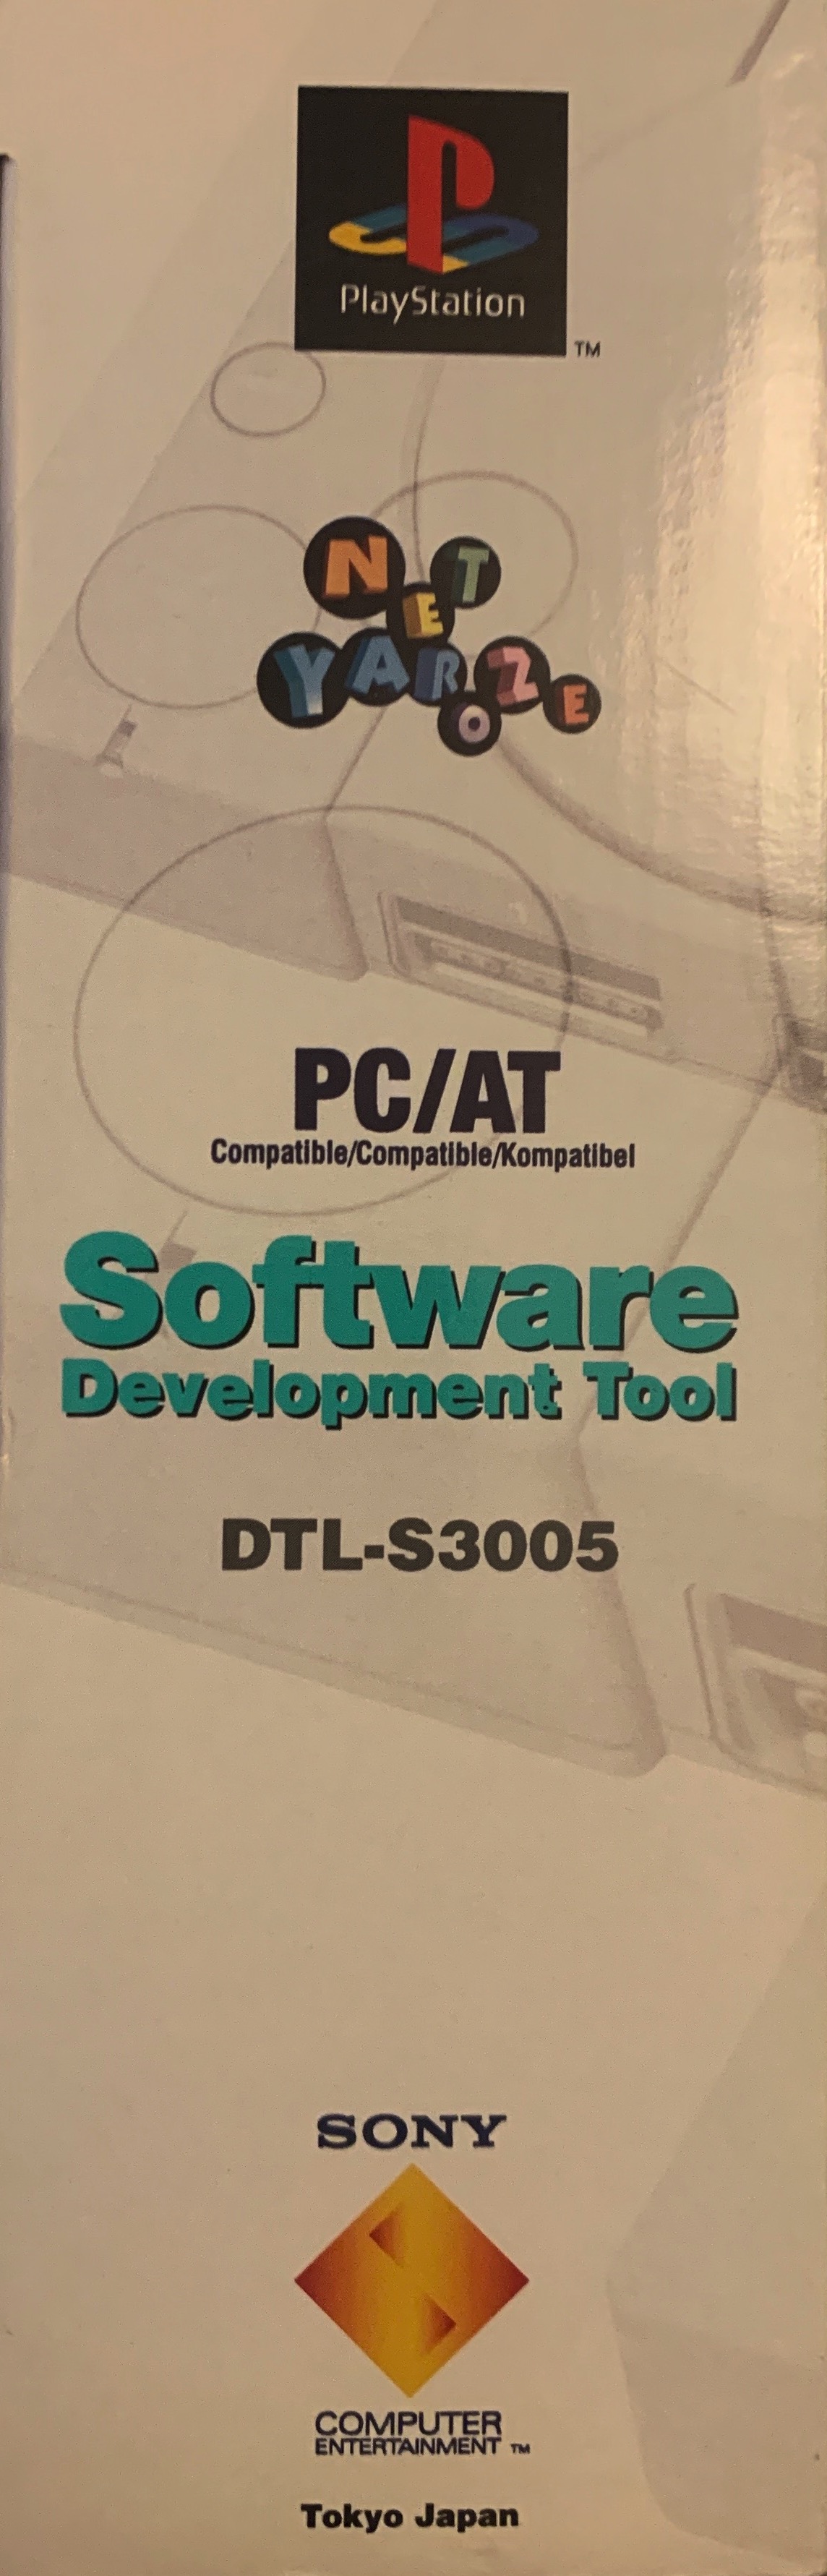 PlayStation
TM
NET
YAROZE
PC/AT
Compatible/Compatible/Kompatibel
Software
Development Tool
DTL-S3005
SONY
COMPUTER
ENTERTAINMENT TM
Tokyo Japan